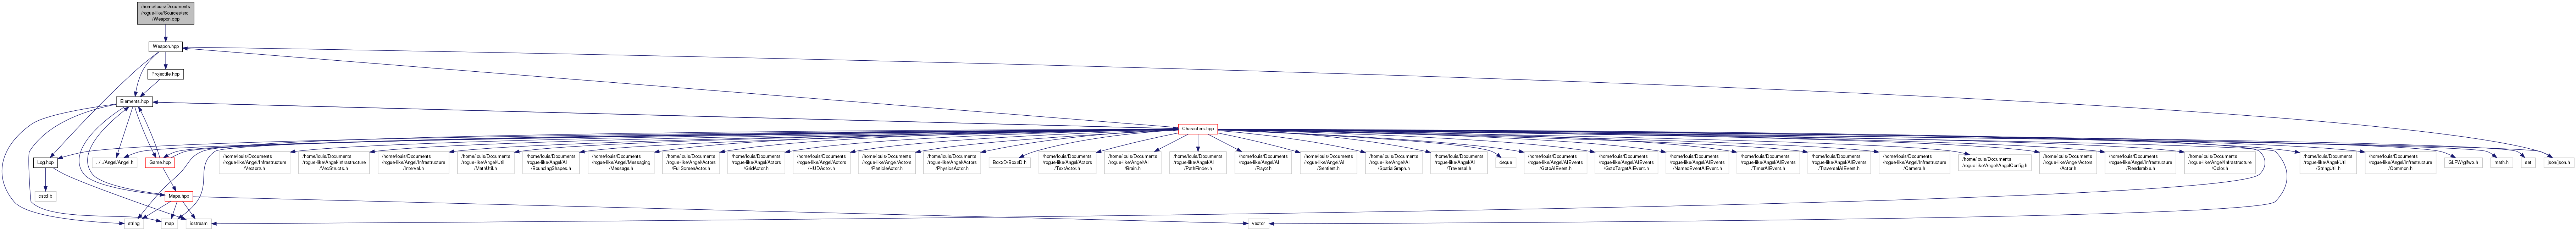 /home/louis/Documents
/rogue-like/Sources/src
/Weapon.cpp
Weapon.hpp
Projectile.hpp
Elements.hpp
Characters.hpp
Log.hpp
../../Angel/Angel.h
Game.hpp
/home/louis/Documents
/rogue-like/Angel/Infrastructure
/Vector2.h
/home/louis/Documents
/rogue-like/Angel/Infrastructure
/VecStructs.h
/home/louis/Documents
/rogue-like/Angel/Infrastructure
/Interval.h
/home/louis/Documents
/rogue-like/Angel/Util
/MathUtil.h
/home/louis/Documents
/rogue-like/Angel/AI
/BoundingShapes.h
/home/louis/Documents
/rogue-like/Angel/Messaging
/Message.h
/home/louis/Documents
/rogue-like/Angel/Actors
/FullScreenActor.h
/home/louis/Documents
/rogue-like/Angel/Actors
/GridActor.h
/home/louis/Documents
/rogue-like/Angel/Actors
/HUDActor.h
/home/louis/Documents
/rogue-like/Angel/Actors
/ParticleActor.h
/home/louis/Documents
/rogue-like/Angel/Actors
/PhysicsActor.h
Box2D/Box2D.h
/home/louis/Documents
/rogue-like/Angel/Actors
/TextActor.h
/home/louis/Documents
/rogue-like/Angel/AI
/Brain.h
/home/louis/Documents
/rogue-like/Angel/AI
/PathFinder.h
/home/louis/Documents
/rogue-like/Angel/AI
/Ray2.h
/home/louis/Documents
/rogue-like/Angel/AI
/Sentient.h
/home/louis/Documents
/rogue-like/Angel/AI
/SpatialGraph.h
/home/louis/Documents
/rogue-like/Angel/AI
/Traversal.h
deque
/home/louis/Documents
/rogue-like/Angel/AIEvents
/GotoAIEvent.h
/home/louis/Documents
/rogue-like/Angel/AIEvents
/GotoTargetAIEvent.h
/home/louis/Documents
/rogue-like/Angel/AIEvents
/NamedEventAIEvent.h
/home/louis/Documents
/rogue-like/Angel/AIEvents
/TimerAIEvent.h
/home/louis/Documents
/rogue-like/Angel/AIEvents
/TraversalAIEvent.h
/home/louis/Documents
/rogue-like/Angel/Infrastructure
/Camera.h
/home/louis/Documents
/rogue-like/Angel/AngelConfig.h
/home/louis/Documents
/rogue-like/Angel/Actors
/Actor.h
/home/louis/Documents
/rogue-like/Angel/Infrastructure
/Renderable.h
/home/louis/Documents
/rogue-like/Angel/Infrastructure
/Color.h
/home/louis/Documents
/rogue-like/Angel/Util
/StringUtil.h
/home/louis/Documents
/rogue-like/Angel/Infrastructure
/Common.h
GLFW/glfw3.h
math.h
set
json/json.h
cstdlib
Maps.hpp
string
map
iostream
vector